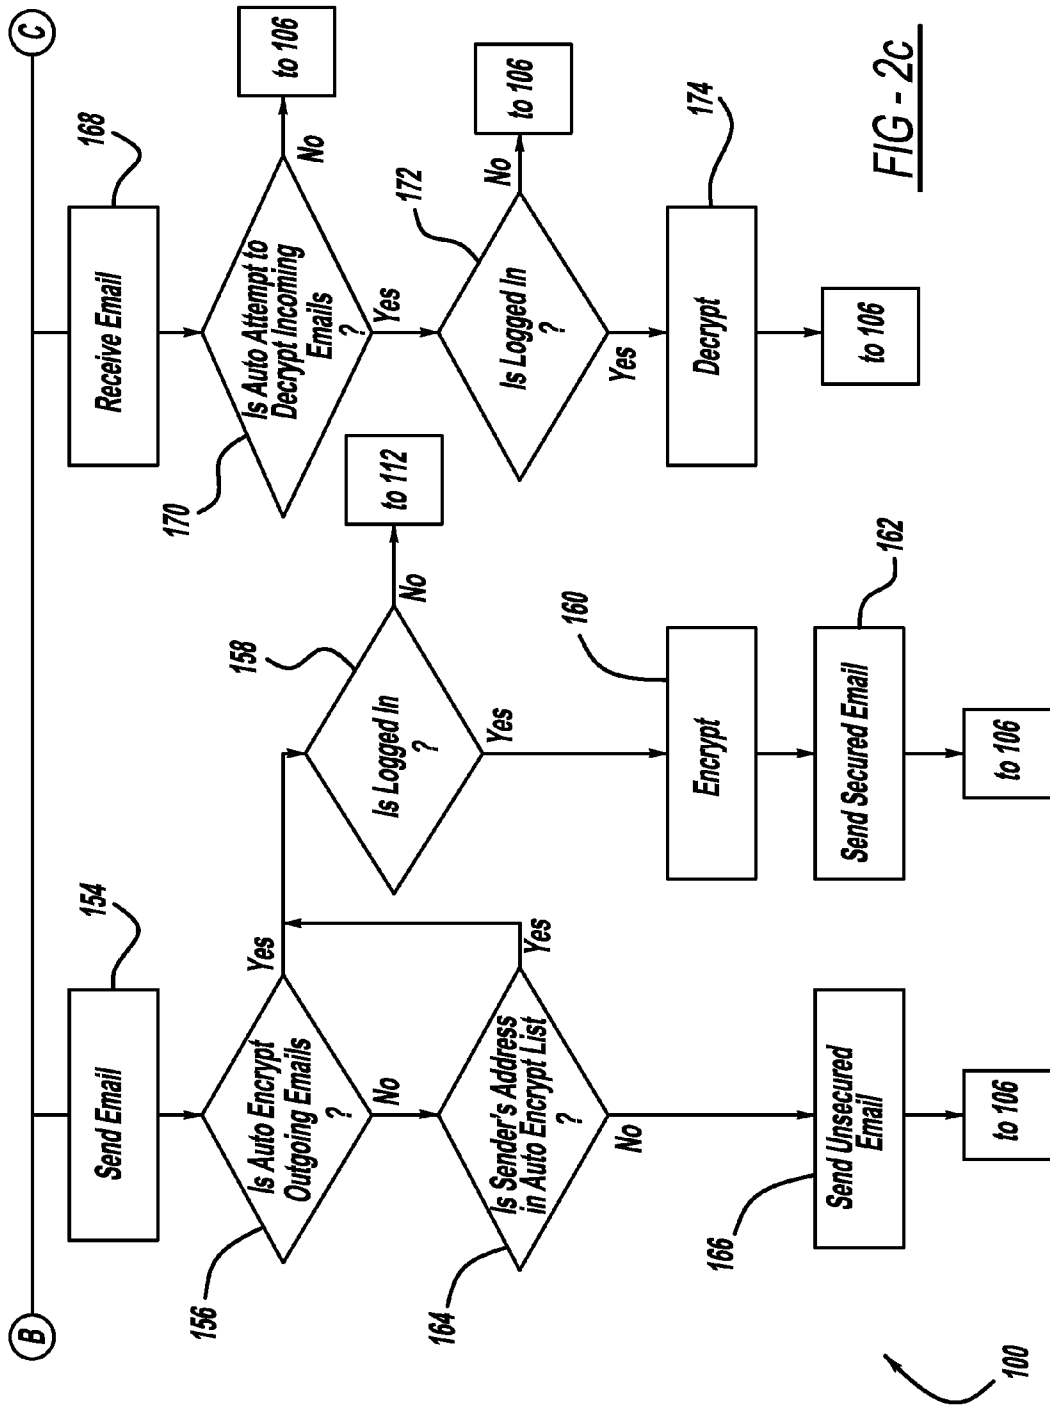 B
C
Send Email
154
Is Auto Encrypt
Outgoing Emails
?
156
Yes
No
Is Sender's Address
in Auto Encrypt List
?
164
Yes
No
Send Unsecured
Email
166
to 106
Is Logged In
?
158
No
to 112
Yes
Encrypt
160
Send Secured Email
162
to 106
Receive Email
168
Is Auto Attempt to
Decrypt Incoming
Emails
?
170
No
to 106
Yes
Is Logged In
?
172
No
to 106
Yes
Decrypt
174
to 106
100
FIG - 2c